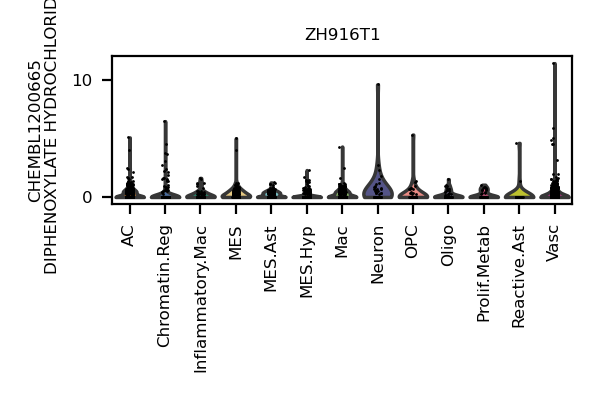 ZH916T1
CHEMBL1200665
DIPHENOXYLATE HYDROCHLORID
10
0
AC
Chromatin.Reg
Inflammatory.Mac
MES
MES.Ast
MES.Hyp
Mac
Neuron
OPC
Oligo
Prolif.Metab
Reactive.Ast
Vasc